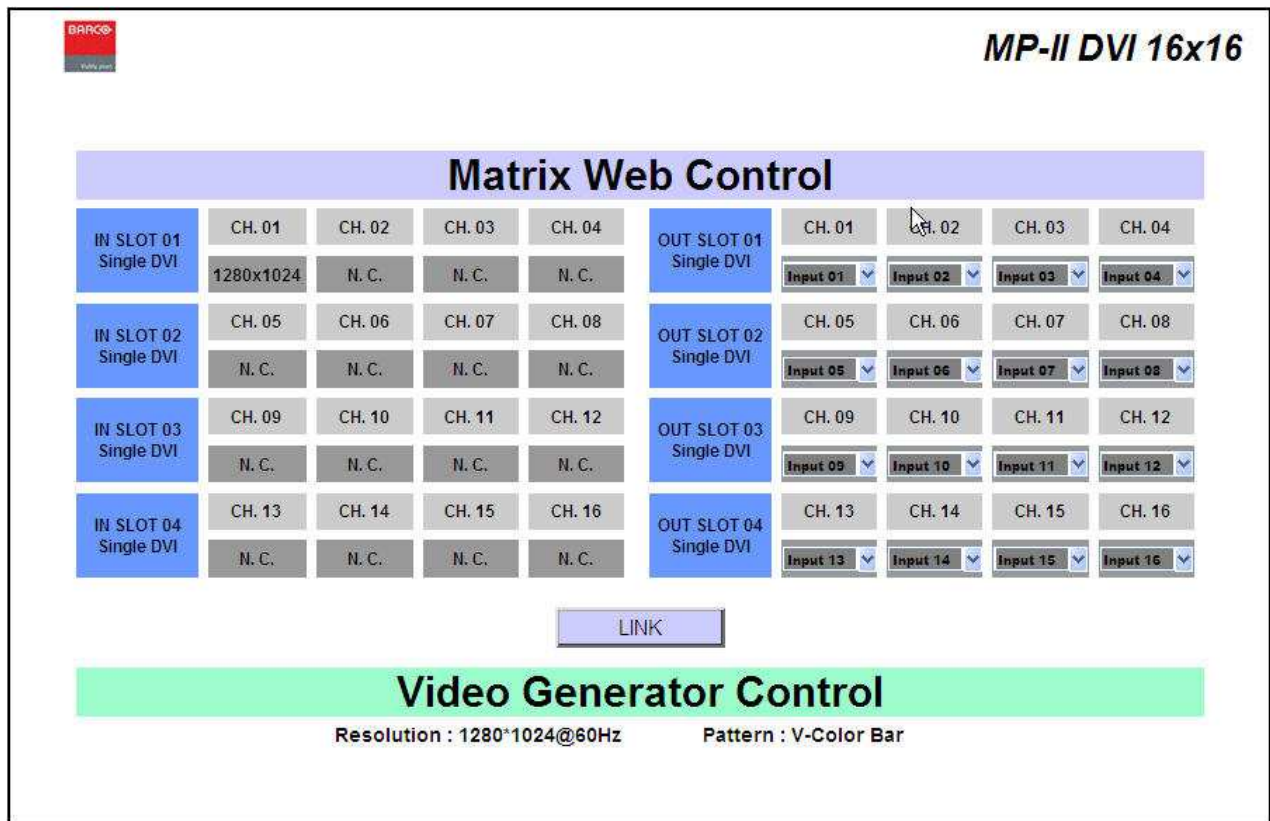 BARCO
MP-II DVI 16x16
Matrix Web Control
IN SLOT 01 Single DVI
CH. 01 CH. 02 CH. 03 CH. 04
1280x1024 N. C. N. C. N. C.
OUT SLOT 01 Single DVI
CH. 01 CH. 02 CH. 03 CH. 04
Input 01 Input 02 Input 03 Input 04
IN SLOT 02 Single DVI
CH. 05 CH. 06 CH. 07 CH. 08
N. C. N. C. N. C. N. C.
OUT SLOT 02 Single DVI
CH. 05 CH. 06 CH. 07 CH. 08
Input 05 Input 06 Input 07 Input 08
IN SLOT 03 Single DVI
CH. 09 CH. 10 CH. 11 CH. 12
N. C. N. C. N. C. N. C.
OUT SLOT 03 Single DVI
CH. 09 CH. 10 CH. 11 CH. 12
Input 09 Input 10 Input 11 Input 12
IN SLOT 04 Single DVI
CH. 13 CH. 14 CH. 15 CH. 16
N. C. N. C. N. C. N. C.
OUT SLOT 04 Single DVI
CH. 13 CH. 14 CH. 15 CH. 16
Input 13 Input 14 Input 15 Input 16
LINK
Video Generator Control
Resolution : 1280*1024@60Hz Pattern : V-Color Bar